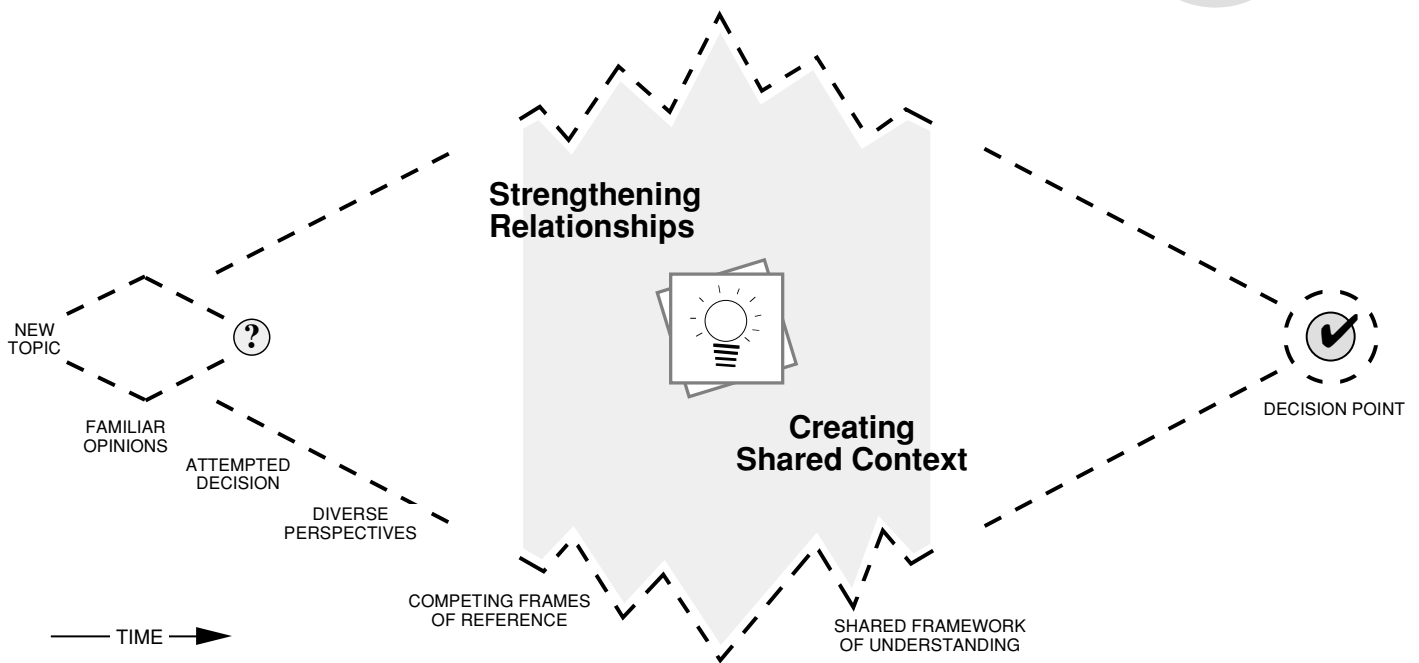 Strengthening
Relationships
NEW
TOPIC
?
Creating
Shared Context
DECISION POINT
FAMILIAR
OPINIONS
ATTEMPTED
DECISION
DIVERSE
PERSPECTIVES
COMPETING FRAMES
OF REFERENCE
SHARED FRAMEWORK
OF UNDERSTANDING
TIME